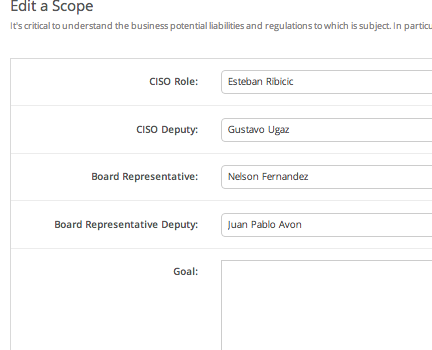 Edit a Scope
It's critical to understand the business potential liabilities and regulations to which is subject. In particu
CISO Role: Esteban Ribicic
CISO Deputy: Gustavo Ugaz
Board Representative: Nelson Fernandez
Board Representative Deputy: Juan Pablo Avon
Goal: